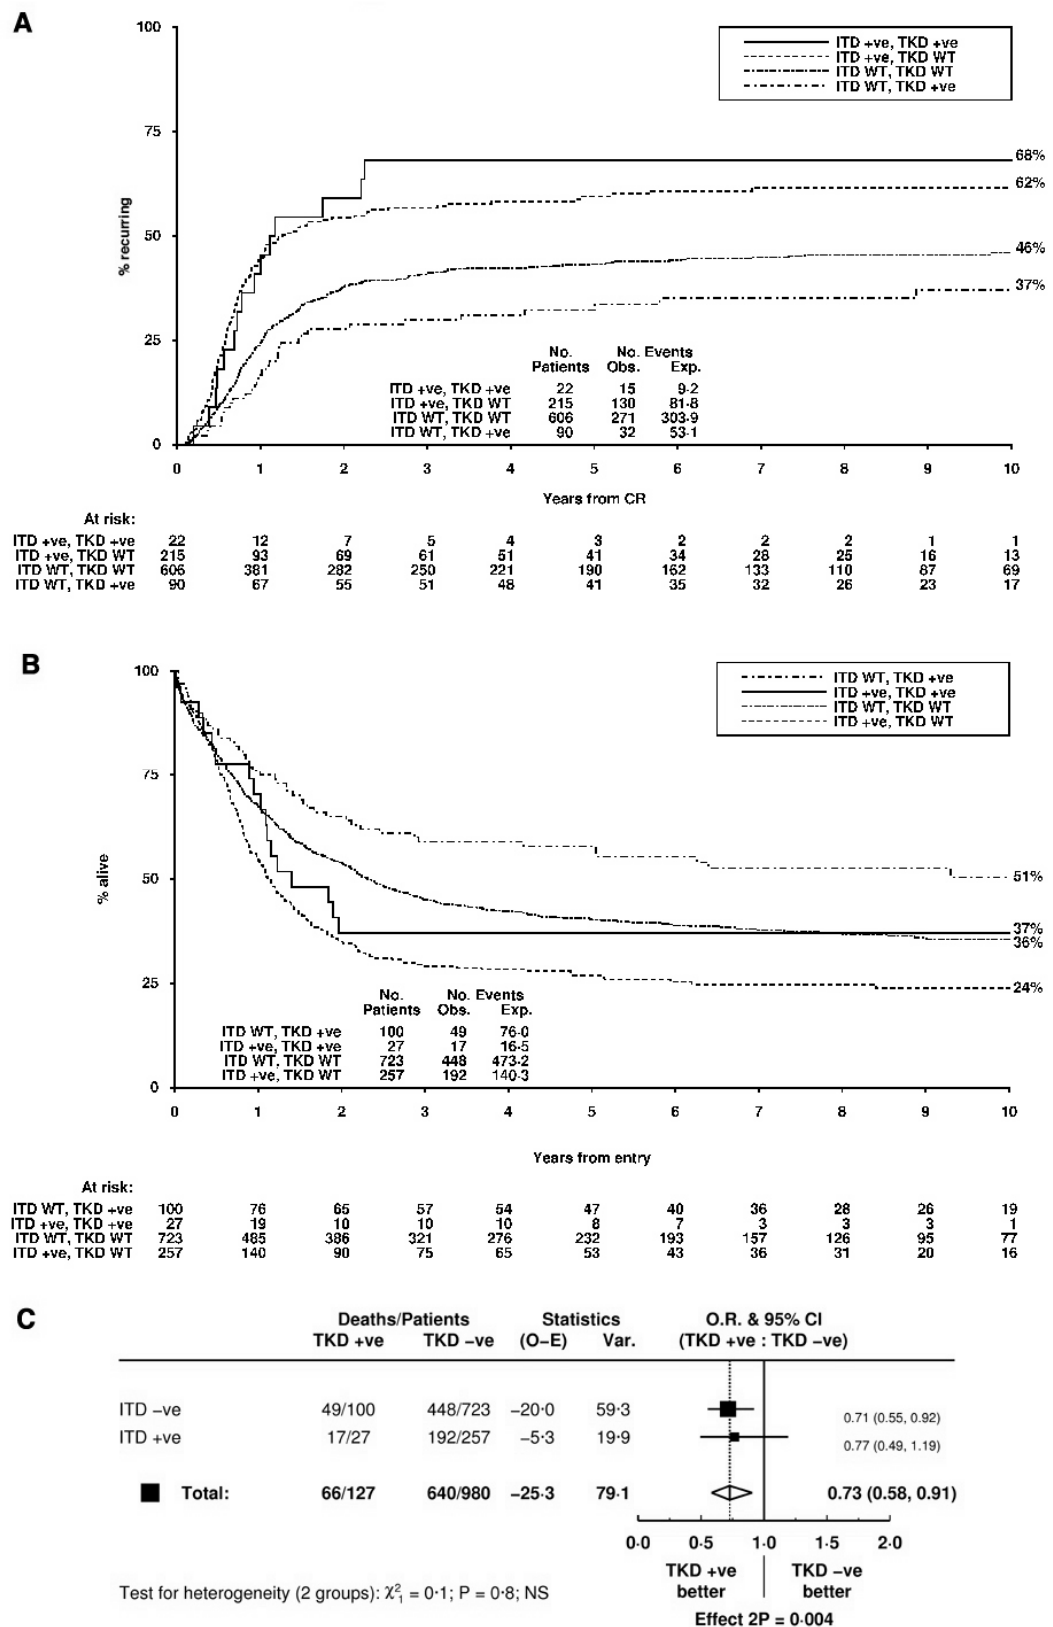 A
100
75
50
25
0
% recurring
ITD +ve, TKD +ve
ITD +ve, TKD WT
ITD WT, TKD WT
ITD WT, TKD +ve
68%
62%
46%
37%
No. No. Events
Patients Obs. Exp.
ITD +ve, TKD +ve 22 15 9·2
ITD +ve, TKD WT 215 130 81·8
ITD WT, TKD WT 606 271 303·9
ITD WT, TKD +ve 90 32 53·1
0 1 2 3 4 5 6 7 8 9 10
Years from CR
At risk:
ITD +ve, TKD +ve 22 12 7 5 4 3 2 2 2 1 1
ITD +ve, TKD WT 215 93 69 61 51 41 34 28 25 16 13
ITD WT, TKD WT 606 381 282 250 221 190 162 133 110 87 69
ITD WT, TKD +ve 90 67 55 51 48 41 35 32 26 23 17
B
100
75
50
25
0
% alive
ITD WT, TKD +ve
ITD +ve, TKD +ve
ITD WT, TKD WT
ITD +ve, TKD WT
51%
37%
36%
24%
No. No. Events
Patients Obs. Exp.
ITD WT, TKD +ve 100 49 76·0
ITD +ve, TKD +ve 27 17 16·5
ITD WT, TKD WT 723 448 473·2
ITD +ve, TKD WT 257 192 140·3
0 1 2 3 4 5 6 7 8 9 10
Years from entry
At risk:
ITD WT, TKD +ve 100 76 65 57 54 47 40 36 28 26 19
ITD +ve, TKD +ve 27 19 10 10 10 8 7 3 3 3 1
ITD WT, TKD WT 723 485 386 321 276 232 193 157 126 95 77
ITD +ve, TKD WT 257 140 90 75 65 53 43 36 31 20 16
C
Deaths/Patients Statistics O.R. & 95% CI
TKD +ve TKD −ve (O−E) Var. (TKD +ve : TKD −ve)
ITD −ve 49/100 448/723 −20·0 59·3 0.71 (0.55, 0.92)
ITD +ve 17/27 192/257 −5·3 19·9 0.77 (0.49, 1.19)
Total: 66/127 640/980 −25·3 79·1 0.73 (0.58, 0.91)
0·0 0·5 1·0 1·5 2·0
TKD +ve TKD −ve
better better
Test for heterogeneity (2 groups): χ²₁ = 0·1; P = 0·8; NS
Effect 2P = 0·004